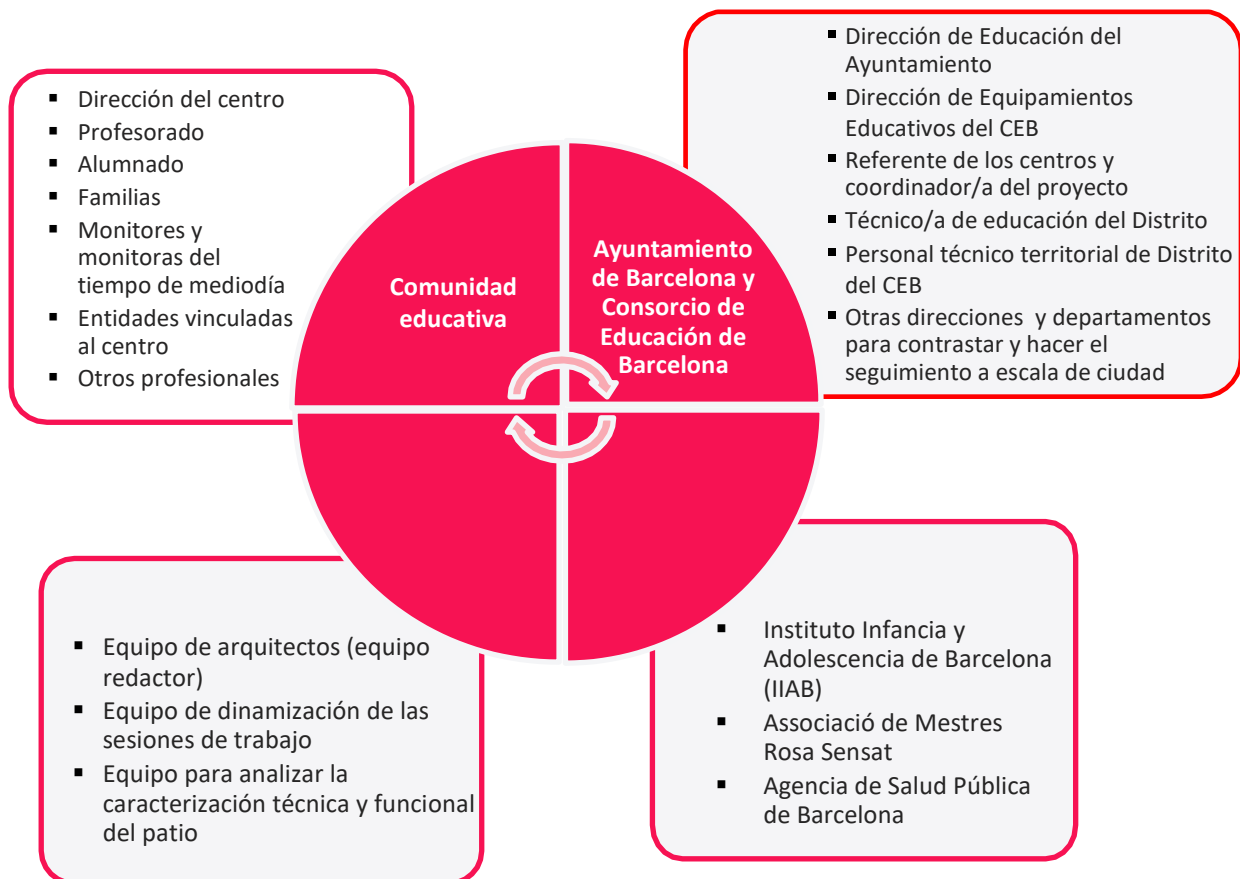 ▪ Dirección del centro
▪ Profesorado
▪ Alumnado
▪ Familias
▪ Monitores y
monitoras del
tiempo de mediodía
▪ Entidades vinculadas
al centro
▪ Otros profesionales
▪ Dirección de Educación del
Ayuntamiento
▪ Dirección de Equipamientos
Educativos del CEB
▪ Referente de los centros y
coordinador/a del proyecto
▪ Técnico/a de educación del Distrito
▪ Personal técnico territorial de Distrito
del CEB
▪ Otras direcciones y departamentos
para contrastar y hacer el
seguimiento a escala de ciudad
Comunidad
educativa
Ayuntamiento
de Barcelona y
Consorcio de
Educación de
Barcelona
▪ Equipo de arquitectos (equipo
redactor)
▪ Equipo de dinamización de las
sesiones de trabajo
▪ Equipo para analizar la
caracterización técnica y funcional
del patio
▪ Instituto Infancia y
Adolescencia de Barcelona
(IIAB)
▪ Associació de Mestres
Rosa Sensat
▪ Agencia de Salud Pública
de Barcelona